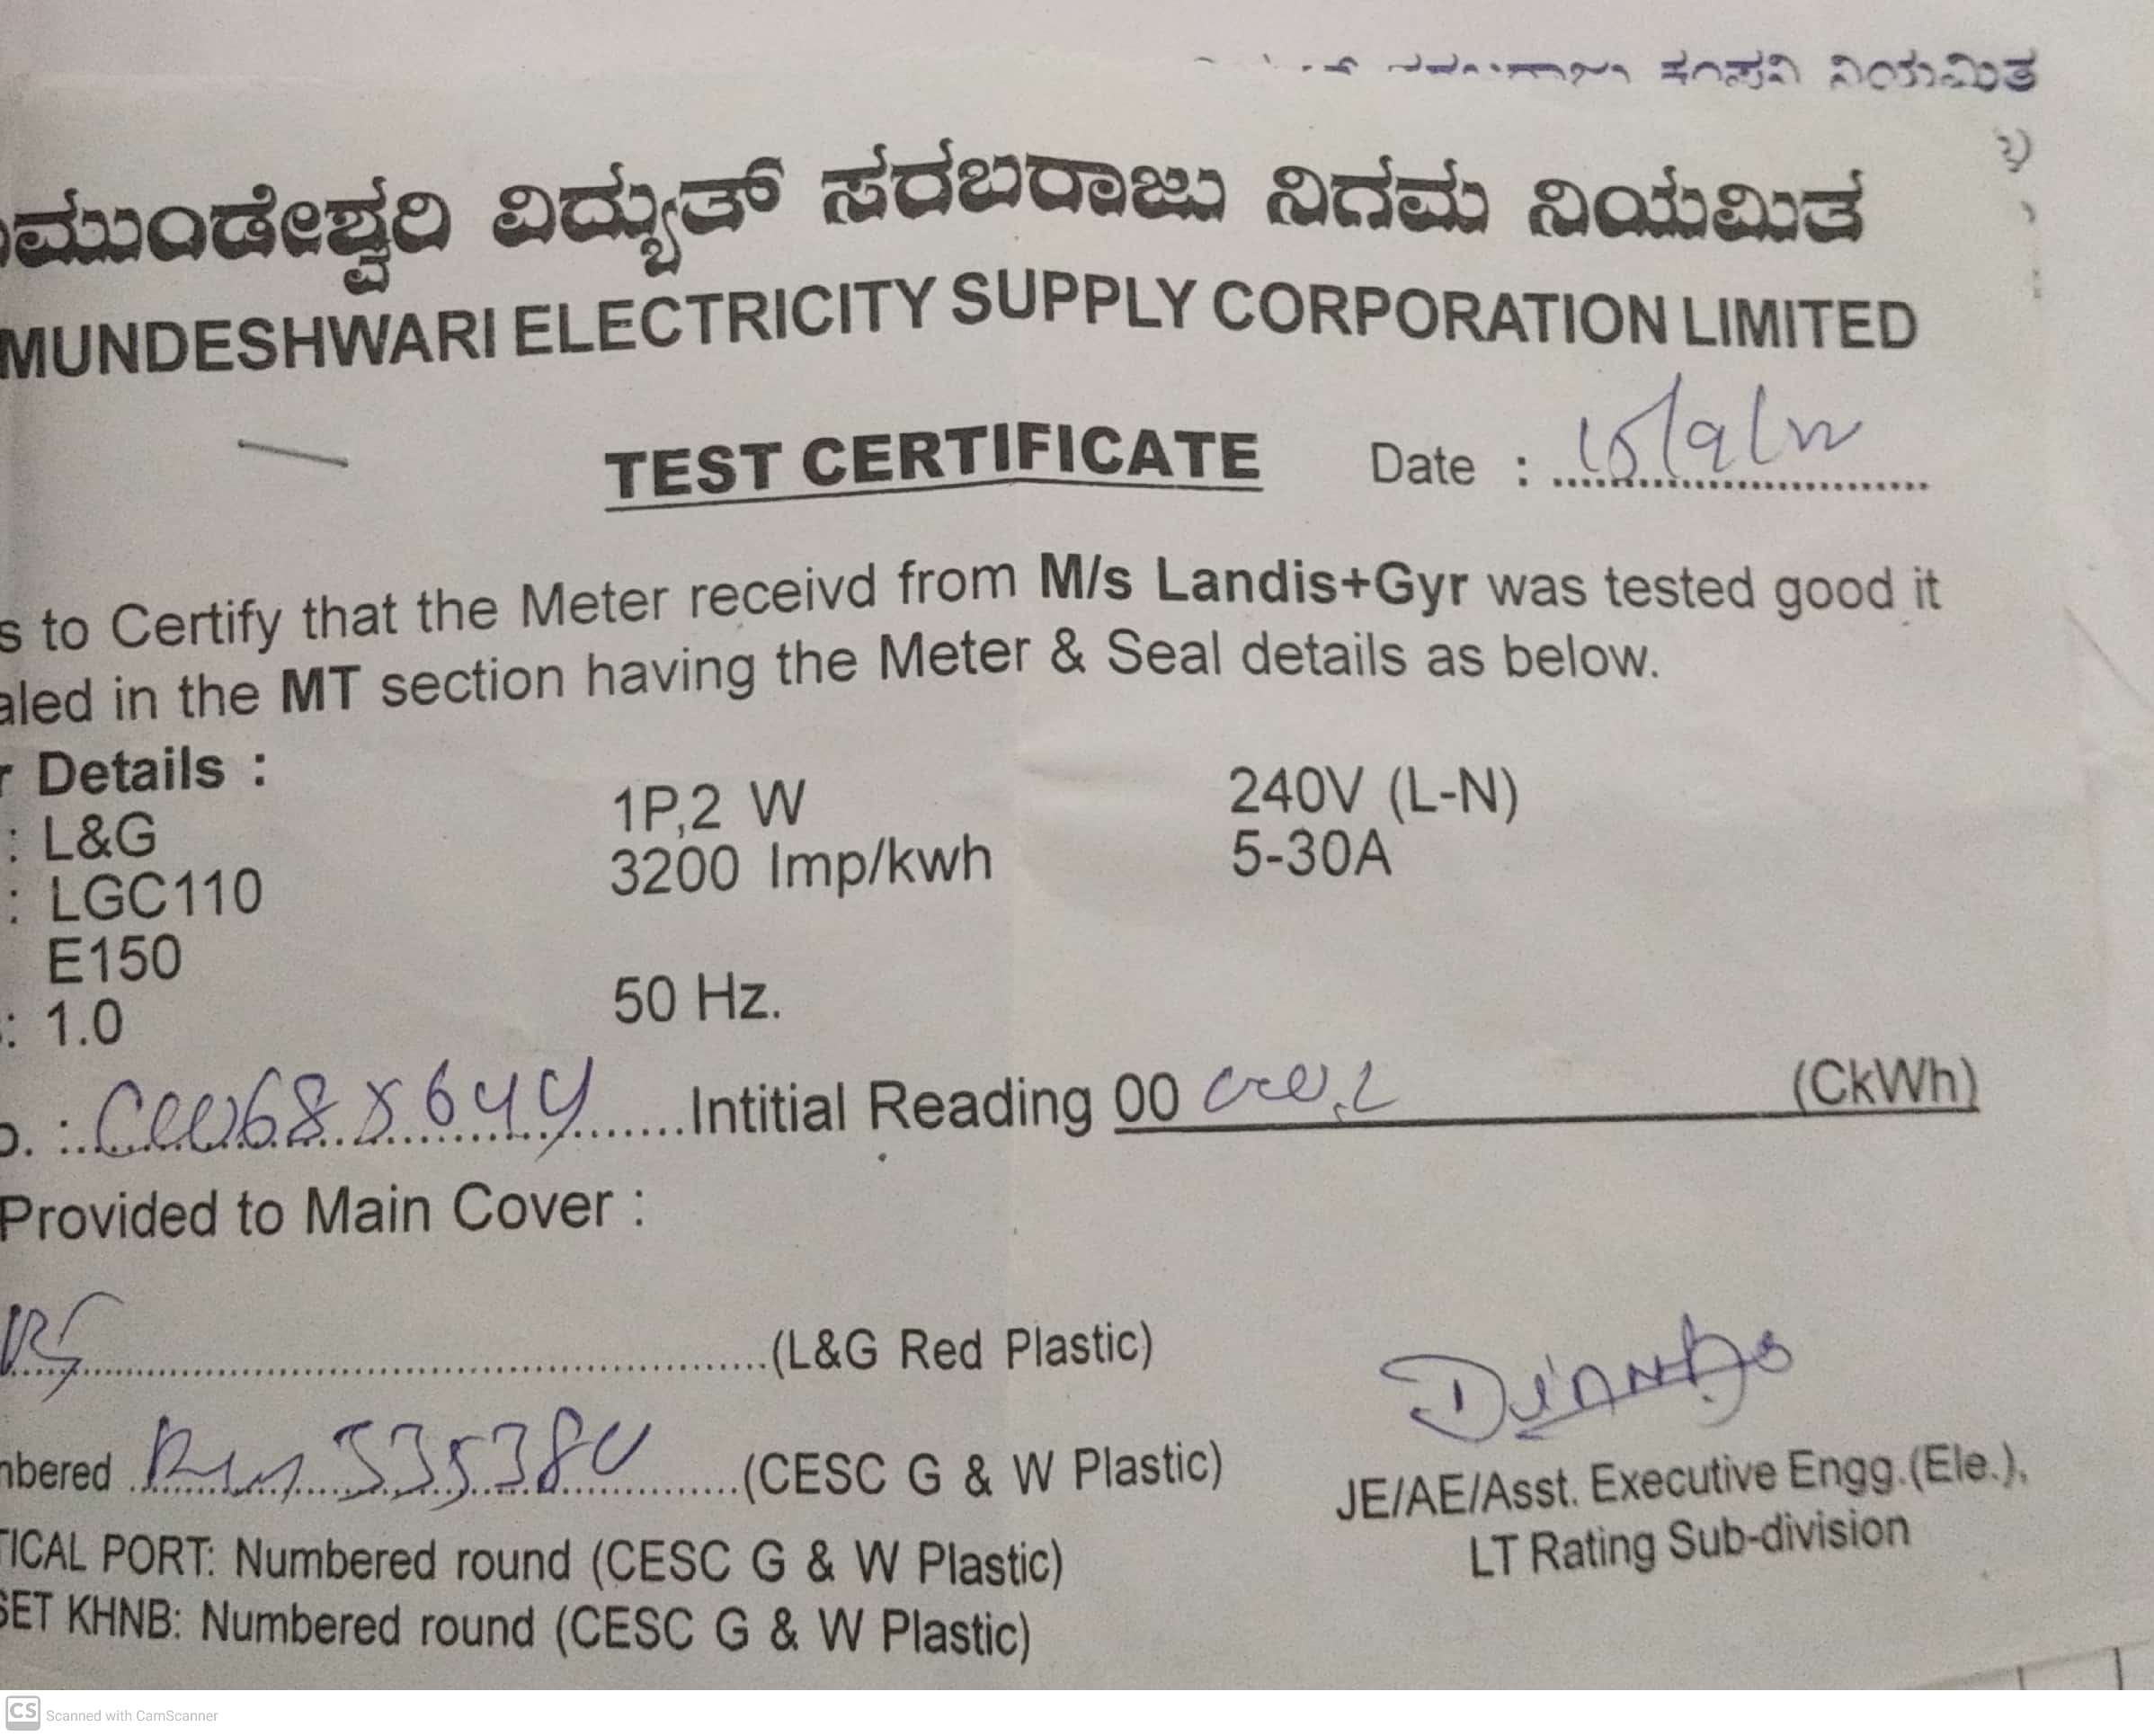 ಕಂಪನಿ ನಿಯಮಿತ
ಮುಂಡೇಶ್ವರಿ ವಿದ್ಯುತ್ ಸರಬರಾಜು ನಿಗಮ ನಿಯಮಿತ
MUNDESHWARI ELECTRICITY SUPPLY CORPORATION LIMITED
TEST CERTIFICATE Date :
s to Certify that the Meter receivd from M/s Landis+Gyr was tested good it
aled in the MT section having the Meter & Seal details as below.
r Details :
: L&G 1P,2 W 240V (L-N)
: LGC110 3200 Imp/kwh 5-30A
E150
: 1.0 50 Hz.
Intitial Reading 00 (CkWh)
Provided to Main Cover :
(L&G Red Plastic)
nbered (CESC G & W Plastic)
JE/AE/Asst. Executive Engg.(Ele.),
LT Rating Sub-division
TICAL PORT: Numbered round (CESC G & W Plastic)
SET KHNB: Numbered round (CESC G & W Plastic)
CS Scanned with CamScanner